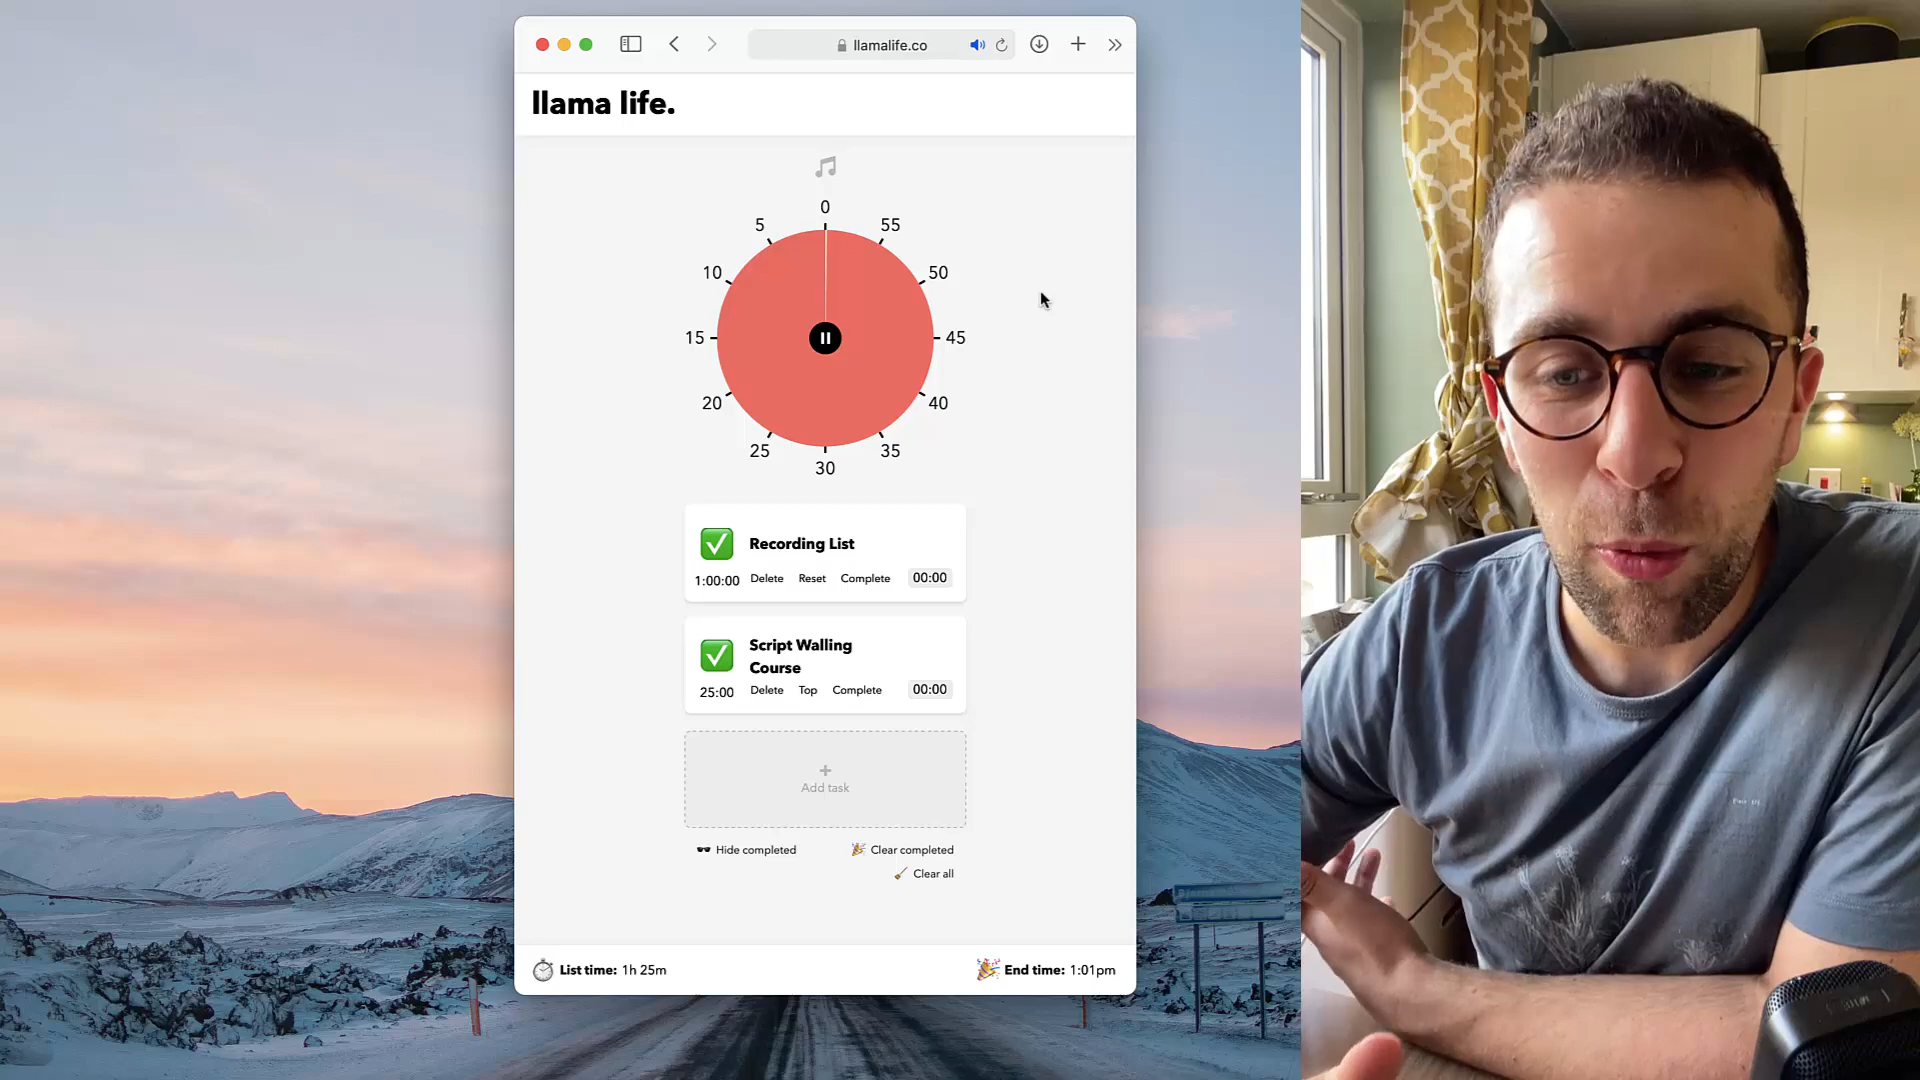 llamalife.co
llama life.
0
5
55
10
50
15
45
20
40
25
35
30
Recording List
1:00:00 Delete Reset Complete 00:00
Script Walling
Course
25:00 Delete Top Complete 00:00
+
Add task
Hide completed
Clear completed
Clear all
List time: 1h 25m
End time: 1:01pm